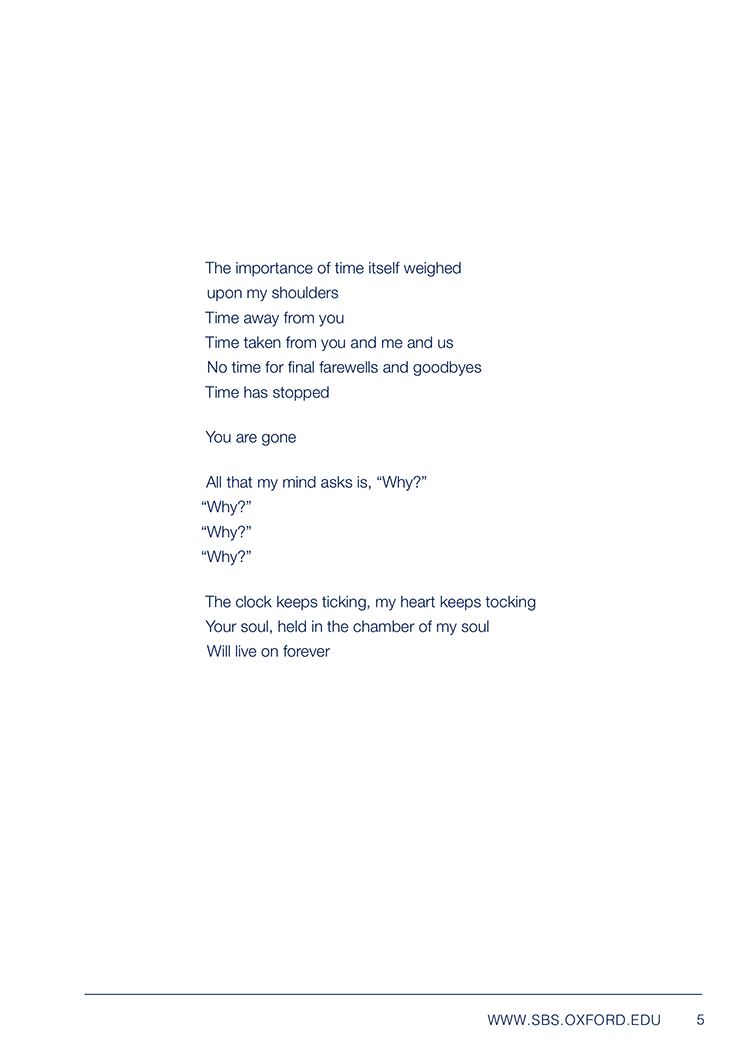 The importance of time itself weighed
upon my shoulders
Time away from you
Time taken from you and me and us
No time for final farewells and goodbyes
Time has stopped
You are gone
All that my mind asks is, “Why?”
“Why?”
“Why?”
“Why?”
The clock keeps ticking, my heart keeps tocking
Your soul, held in the chamber of my soul
Will live on forever
WWW.SBS.OXFORD.EDU 5